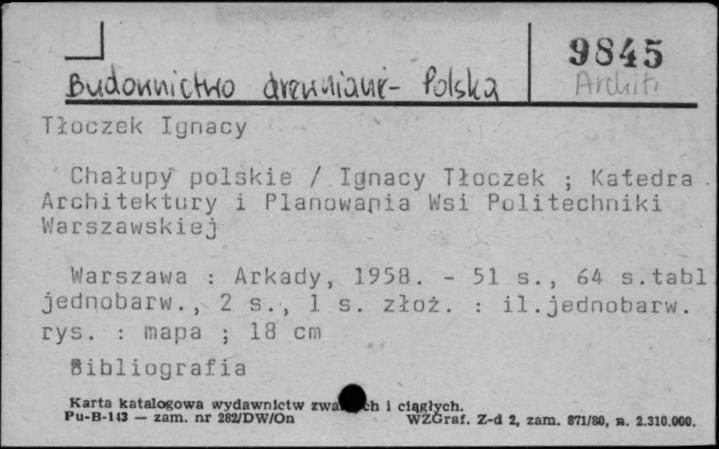 9845
Archit.
Budownictwo drewniane - Polska
Tłoczek Ignacy
Chałupy polskie / Ignacy Tłoczek ; Katedra
Architektury i Planowania Wsi Politechniki
Warszawskiej
Warszawa : Arkady, 1958. - 51 s., 64 s.tabl
jednobarw., 2 s., 1 s. złoż. : il.jednobarw.
rys. : mapa ; 18 cm
Bibliografia
Karta katalogowa wydawnictw zwa ch i ciągłych.
Pu-B-113 — zam. nr 282/DW/On WZGraf. Z-d 2, zam. 871/80, n. 2.310.000.